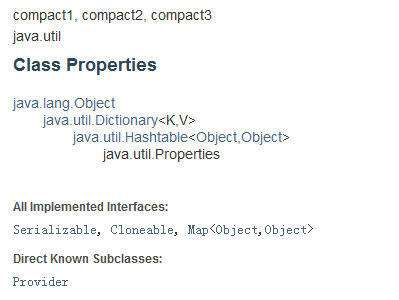 compact1, compact2, compact3
java.util
Class Properties
java.lang.Object
java.util.Dictionary<K,V>
java.util.Hashtable<Object,Object>
java.util.Properties
All Implemented Interfaces:
Serializable, Cloneable, Map<Object,Object>
Direct Known Subclasses:
Provider